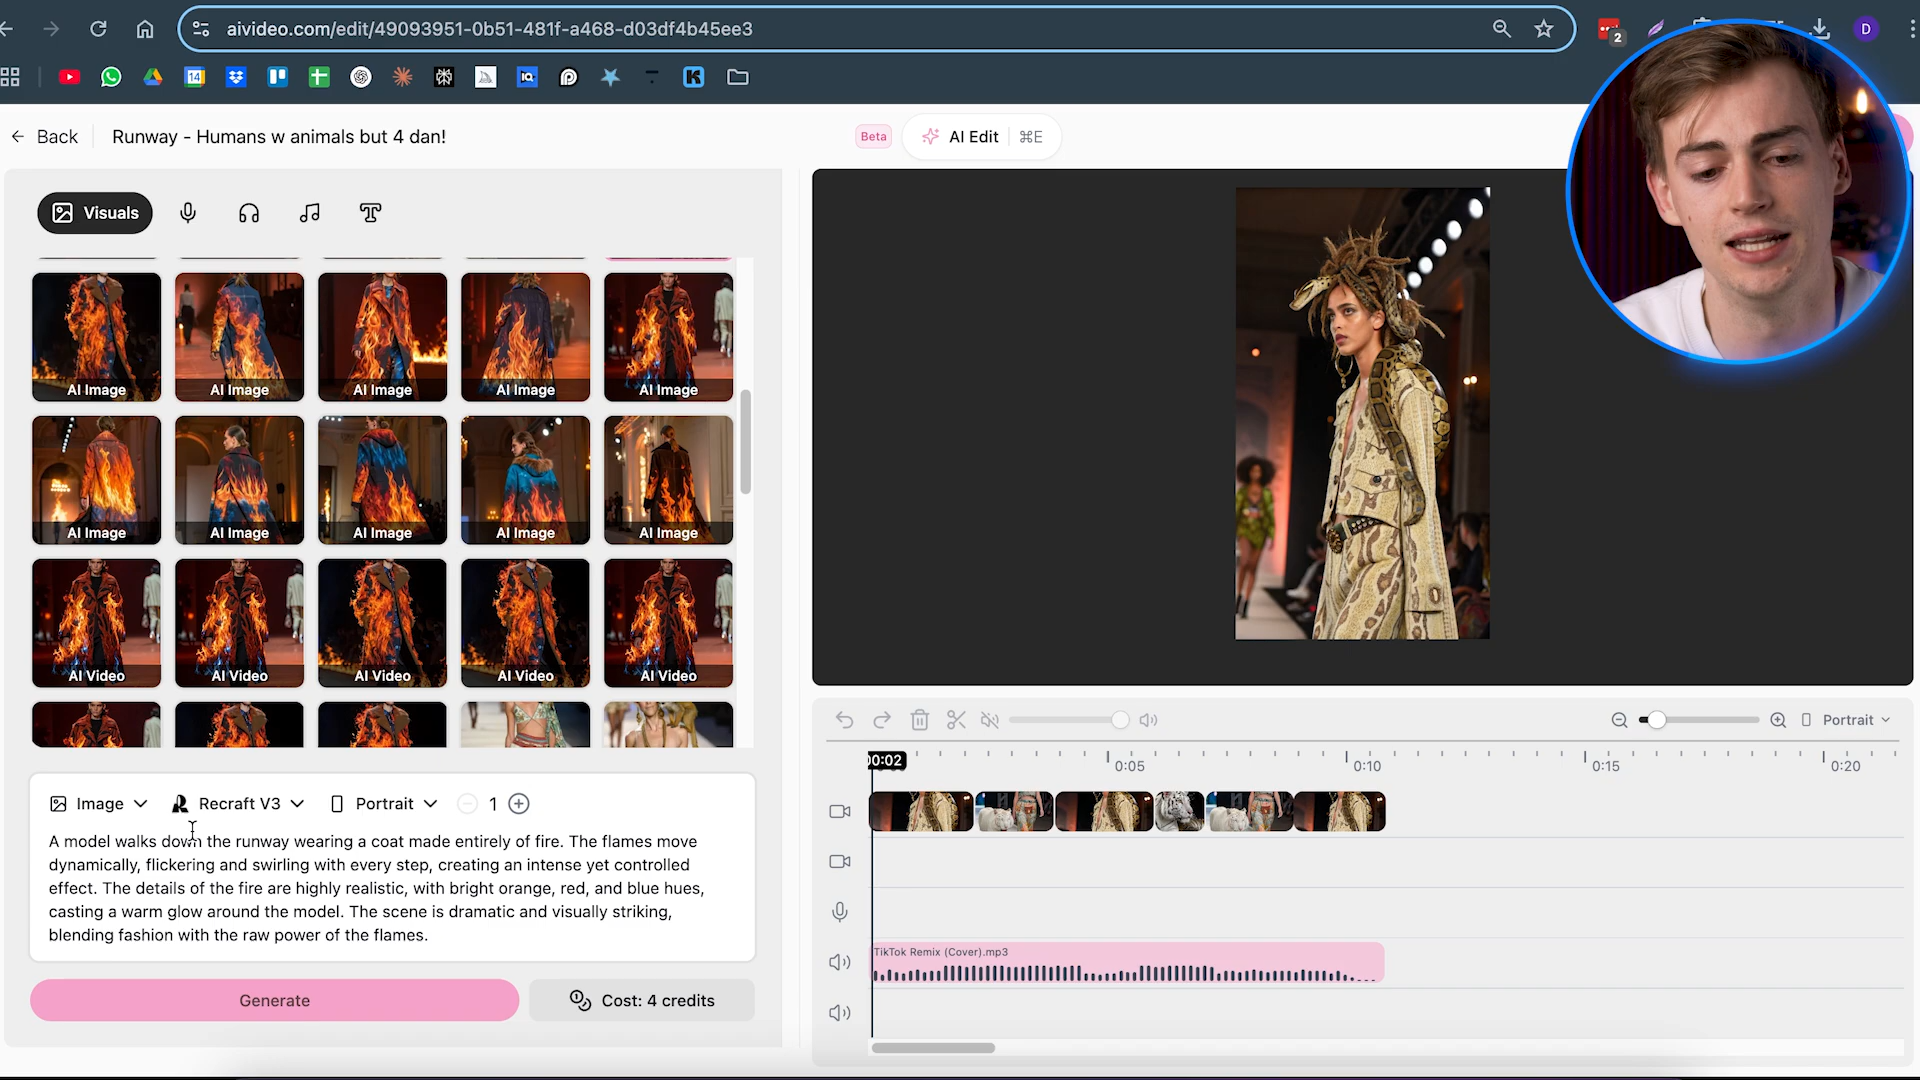 aivideo.com/edit/49093951-0b51-481f-a468-d03df4b45ee3
2
D
14
IQ
K
Back
Runway - Humans w animals but 4 dan!
Beta
AI Edit
⌘E
Visuals
AI Image
AI Image
AI Image
AI Image
AI Image
AI Image
AI Image
AI Image
AI Image
AI Image
AI Video
AI Video
AI Video
AI Video
AI Video
Portrait
00:02
0:05
0:10
0:15
0:20
TikTok Remix (Cover).mp3
Image
Recraft V3
Portrait
1
A model walks down the runway wearing a coat made entirely of fire. The flames move
dynamically, flickering and swirling with every step, creating an intense yet controlled
effect. The details of the fire are highly realistic, with bright orange, red, and blue hues,
casting a warm glow around the model. The scene is dramatic and visually striking,
blending fashion with the raw power of the flames.
Generate
Cost: 4 credits